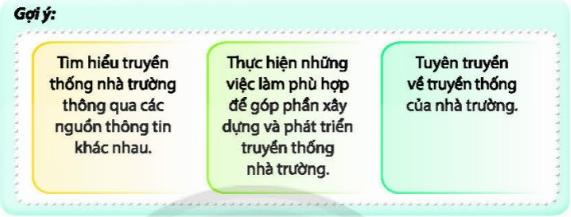 Gợi ý:
Tìm hiểu truyền
thống nhà trường
thông qua các
nguồn thông tin
khác nhau.
Thực hiện những
việc làm phù hợp
để góp phần xây
dựng và phát triển
truyền thống
nhà trường.
Tuyên truyền
về truyền thống
của nhà trường.